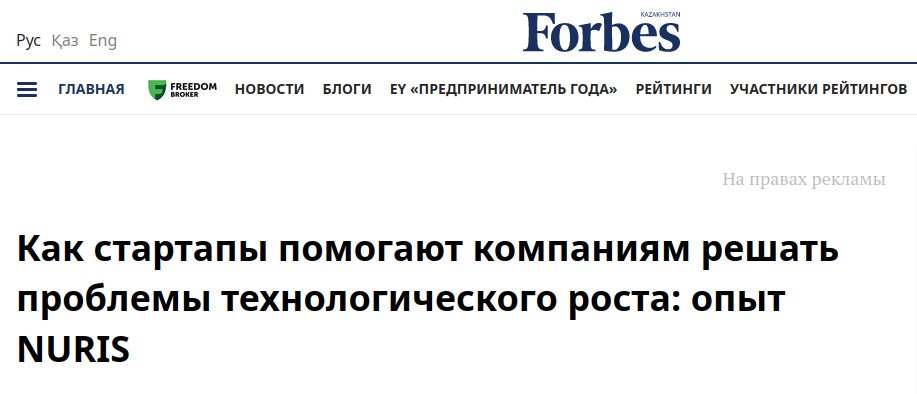 Рус Қаз Eng
KAZAKHSTAN
Forbes
ГЛАВНАЯ FREEDOM BROKER НОВОСТИ БЛОГИ EY «ПРЕДПРИНИМАТЕЛЬ ГОДА» РЕЙТИНГИ УЧАСТНИКИ РЕЙТИНГОВ
На правах рекламы
Как стартапы помогают компаниям решать
проблемы технологического роста: опыт
NURIS